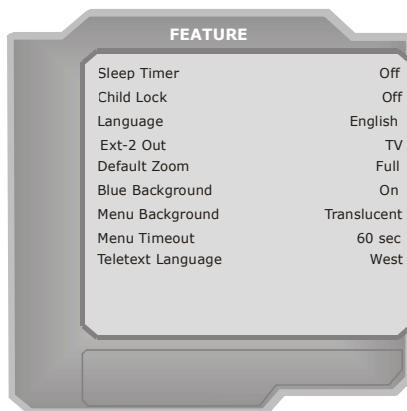 FEATURE
Sleep Timer Off
Child Lock Off
Language English
Ext-2 Out TV
Default Zoom Full
Blue Background On
Menu Background Translucent
Menu Timeout 60 sec
Teletext Language West